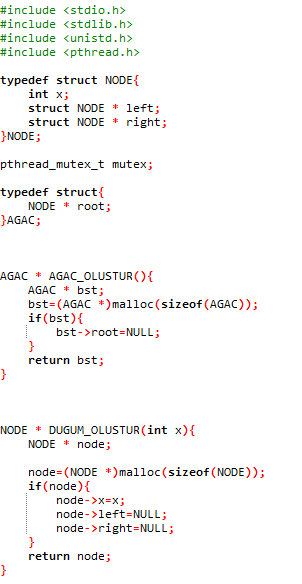 #include <stdio.h>
#include <stdlib.h>
#include <unistd.h>
#include <pthread.h>
typedef struct NODE{
    int x;
    struct NODE * left;
    struct NODE * right;
}NODE;
pthread_mutex_t mutex;
typedef struct{
    NODE * root;
}AGAC;
AGAC * AGAC_OLUSTUR(){
    AGAC * bst;
    bst=(AGAC *)malloc(sizeof(AGAC));
    if(bst){
        bst->root=NULL;
    }
    return bst;
}
NODE * DUGUM_OLUSTUR(int x){
    NODE * node;
    node=(NODE *)malloc(sizeof(NODE));
    if(node){
        node->x=x;
        node->left=NULL;
        node->right=NULL;
    }
    return node;
}